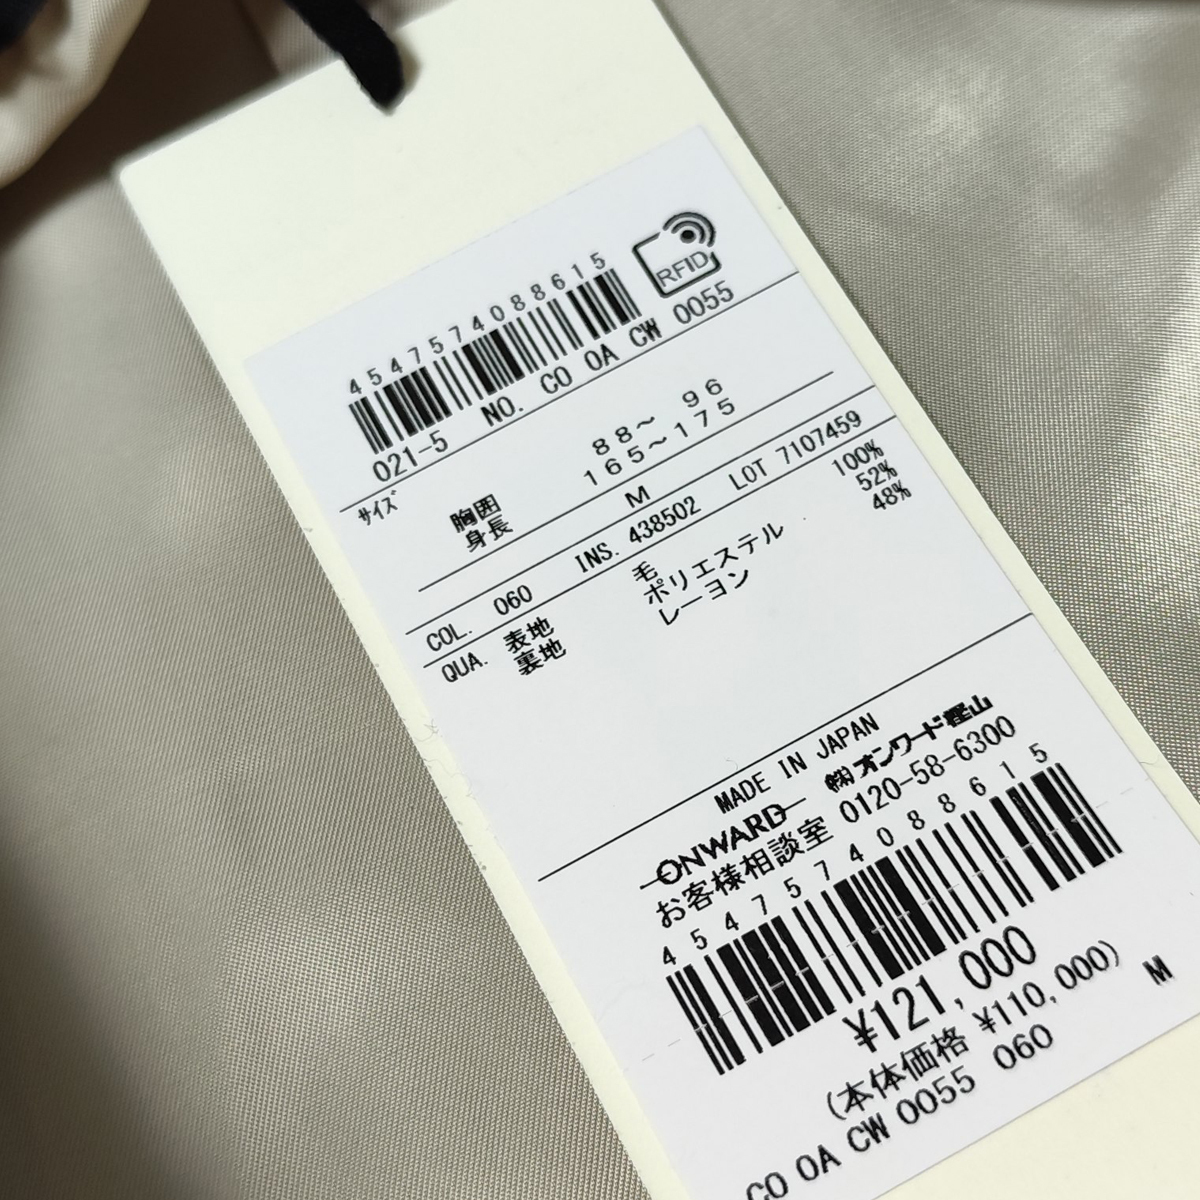 RFID
4547574088615
021-5 NO. CO OA CW 0055
サイズ
胸囲 88～ 96
身長 165～175
M
COL. 060 INS. 438502 LOT 7107459
QUA. 表地 毛 100%
裏地 ポリエステル 52%
レーヨン 48%
MADE IN JAPAN
ONWARD ㈱オンワード樫山
お客様相談室 0120-58-6300
4547574088615
¥121,000
(本体価格 ¥110,000)
CO OA CW 0055 060 M